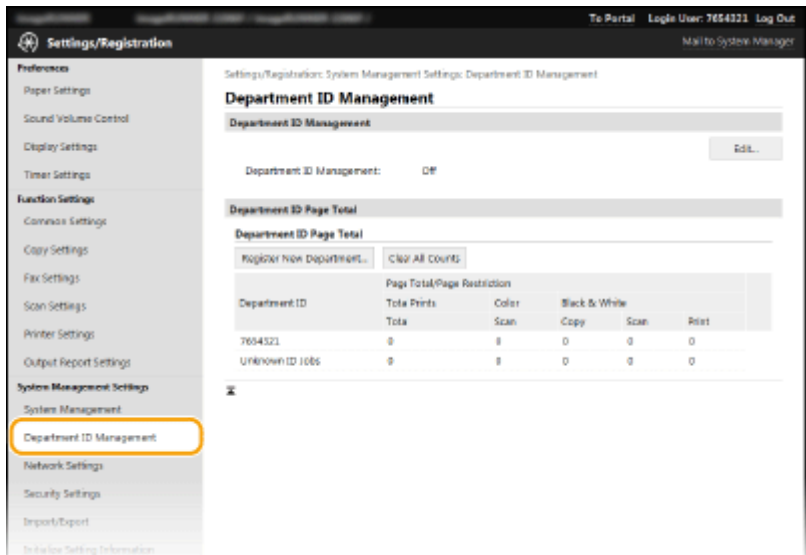 To Portal Login User: 7654321 Log Out
Settings/Registration
Mail to System Manager
Preferences
Paper Settings
Sound Volume Control
Display Settings
Timer Settings
Function Settings
Common Settings
Copy Settings
Fax Settings
Scan Settings
Printer Settings
Output Report Settings
System Management Settings
System Management
Department ID Management
Network Settings
Security Settings
Import/Export
Initialize Setting Information
Settings/Registration: System Management Settings: Department ID Management
Department ID Management
Department ID Management
Edit...
Department ID Management: Off
Department ID Page Total
Department ID Page Total
Register New Department... Clear All Counts
Page Total/Page Restriction
Department ID Tota Prints Color Black & White
Tota Scan Copy Scan Print
7654321 0 0 0 0 0
Unknown ID Jobs 0 0 0 0 0